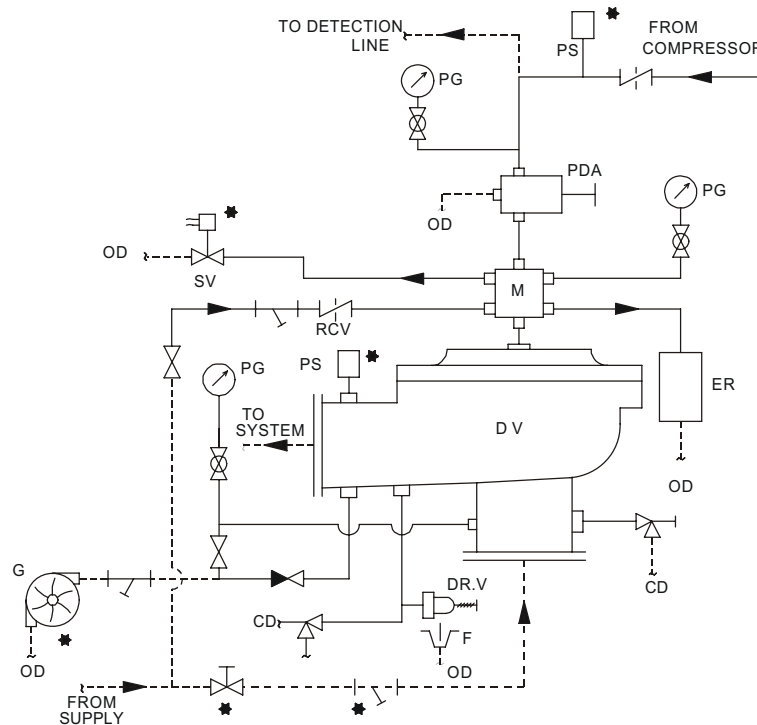 TO DETECTION
LINE
PS
FROM
COMPRESSOR
PG
PDA
OD
PG
OD
SV
M
RCV
PG
PS
ER
TO
SYSTEM
D V
OD
G
DR.V
CD
CD
F
OD
OD
FROM
SUPPLY